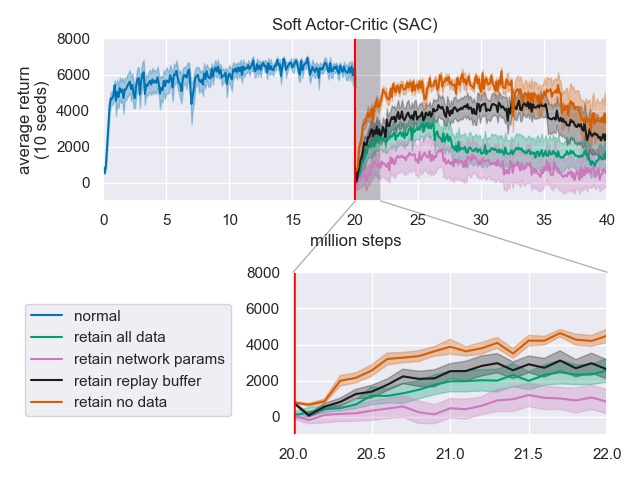 Soft Actor-Critic (SAC)
average return
(10 seeds)
8000
6000
4000
2000
0
0 5 10 15 20 25 30 35 40
million steps
normal
retain all data
retain network params
retain replay buffer
retain no data
8000
6000
4000
2000
0
20.0 20.5 21.0 21.5 22.0